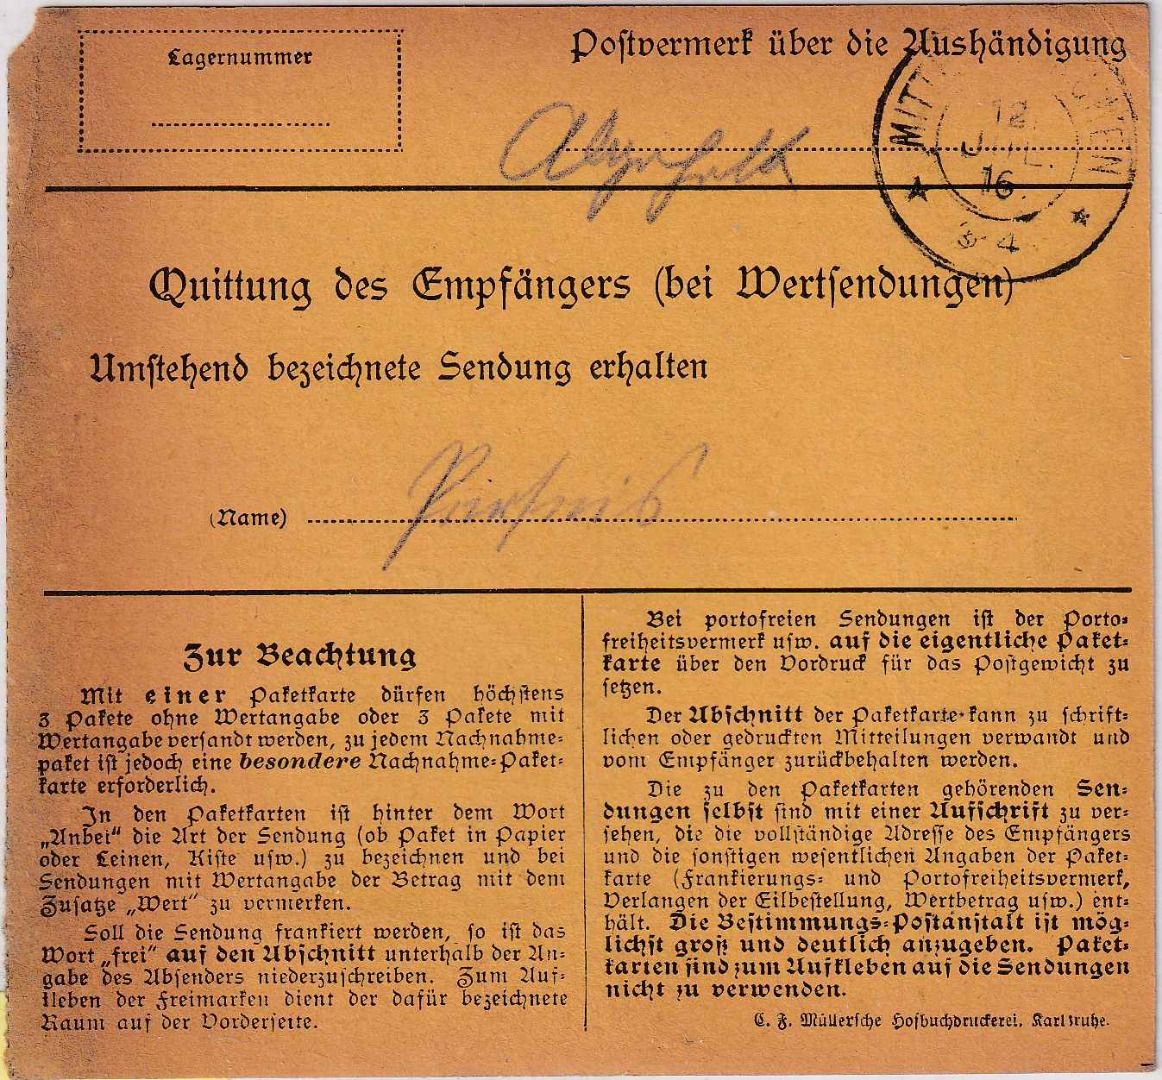 Lagernummer
Postvermerk über die Aushändigung
12
16.
3-4
Quittung des Empfängers (bei Wertsendungen)
Umstehend bezeichnete Sendung erhalten
(Name)
Zur Beachtung
Mit einer Paketkarte dürfen höchstens
3 Pakete ohne Wertangabe oder 3 Pakete mit
Wertangabe versandt werden, zu jedem Nachnahme-
paket ist jedoch eine besondere Nachnahme-Paket-
karte erforderlich.
In den Paketkarten ist hinter dem Wort
„Anbei" die Art der Sendung (ob Paket in Papier
oder Leinen, Kiste usw.) zu bezeichnen und bei
Sendungen mit Wertangabe der Betrag mit dem
Zusatze „Wert" zu vermerken.
Soll die Sendung frankiert werden, so ist das
Wort „frei" auf den Abschnitt unterhalb der An-
gabe des Absenders niederzuschreiben. Zum Auf-
kleben der Freimarken dient der dafür bezeichnete
Raum auf der Vorderseite.
Bei portofreien Sendungen ist der Porto-
freiheitsvermerk usw. auf die eigentliche Paket-
karte über den Vordruck für das Postgewicht zu
setzen.
Der Abschnitt der Paketkarte kann zu schrift-
lichen oder gedruckten Mitteilungen verwandt und
vom Empfänger zurückbehalten werden.
Die zu den Paketkarten gehörenden Sen-
dungen selbst sind mit einer Aufschrift zu ver-
sehen, die die vollständige Adresse des Empfängers
und die sonstigen wesentlichen Angaben der Paket-
karte (Frankierungs- und Portofreiheitsvermerk,
Verlangen der Eilbestellung, Wertbetrag usw.) ent-
hält. Die Bestimmungs-Postanstalt ist mög-
lichst groß und deutlich anzugeben. Paket-
karten sind zum Aufkleben auf die Sendungen
nicht zu verwenden.
C. F. Müllersche Hofbuchdruckerei, Karlsruhe.